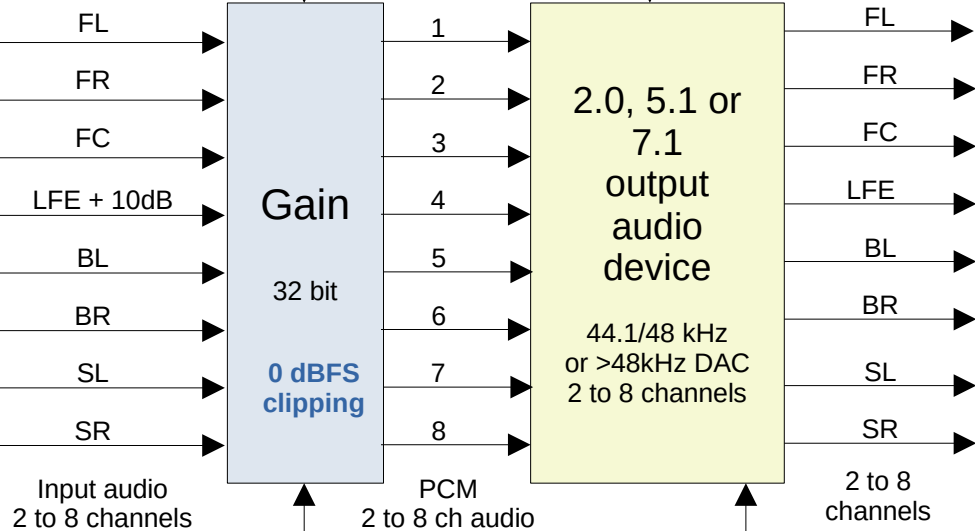 FL
FR
FC
LFE + 10dB
BL
BR
SL
SR
Input audio
2 to 8 channels
Gain
32 bit
0 dBFS
clipping
1
2
3
4
5
6
7
8
PCM
2 to 8 ch audio
2.0, 5.1 or
7.1
output
audio
device
44.1/48 kHz
or >48kHz DAC
2 to 8 channels
FL
FR
FC
LFE
BL
BR
SL
SR
2 to 8
channels